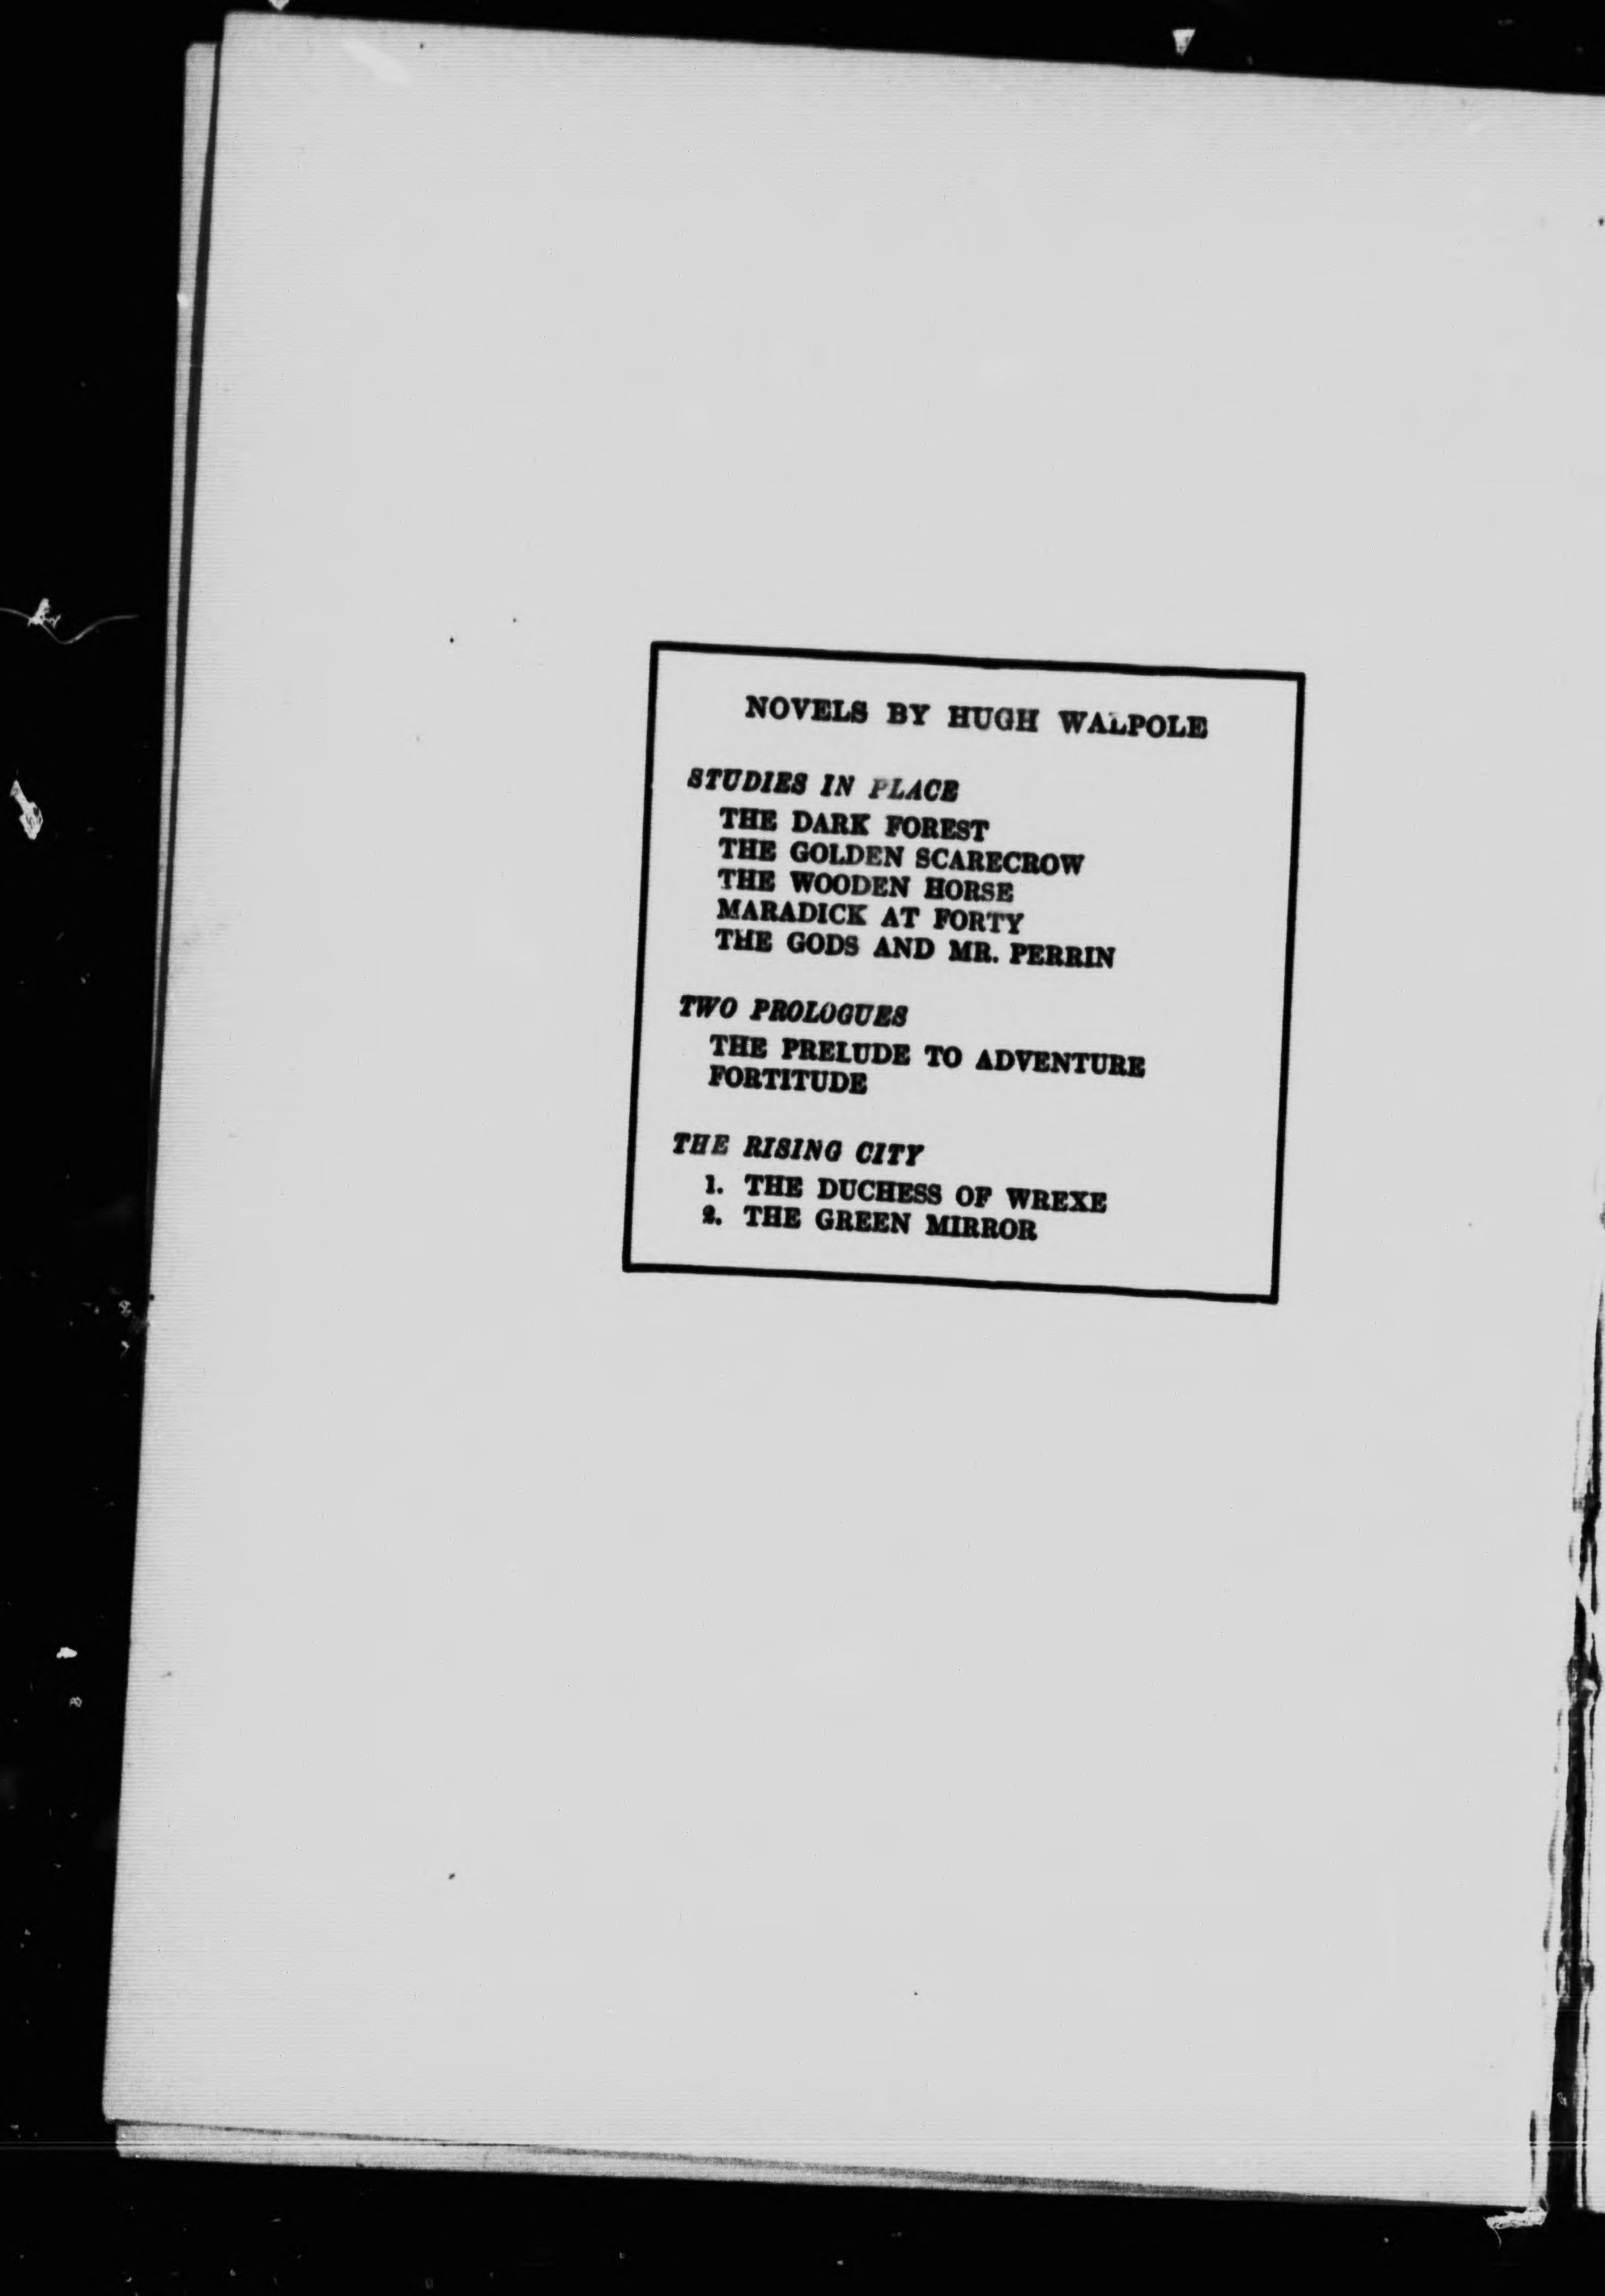 NOVELS BY HUGH WALPOLE
STUDIES IN PLACE
THE DARK FOREST
THE GOLDEN SCARECROW
THE WOODEN HORSE
MARADICK AT FORTY
THE GODS AND MR. PERRIN
TWO PROLOGUES
THE PRELUDE TO ADVENTURE
FORTITUDE
THE RISING CITY
1. THE DUCHESS OF WREXE
2. THE GREEN MIRROR